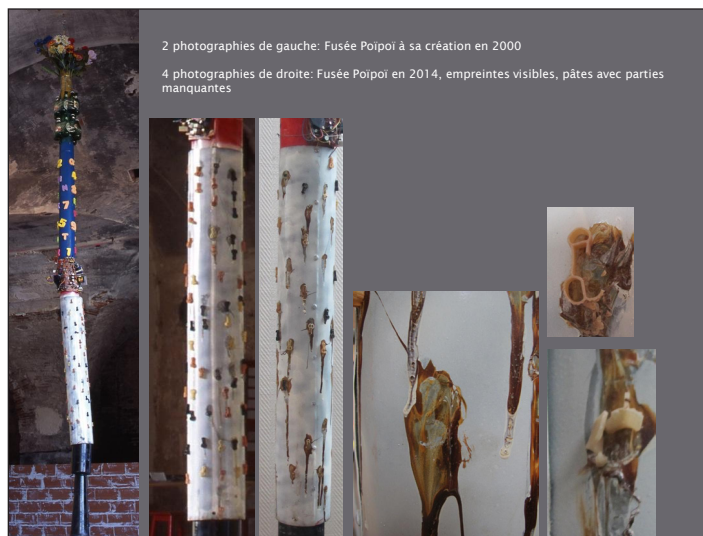 2 photographies de gauche: Fusée Poïpoï à sa création en 2000
4 photographies de droite: Fusée Poïpoï en 2014, empreintes visibles, pâtes avec parties
manquantes